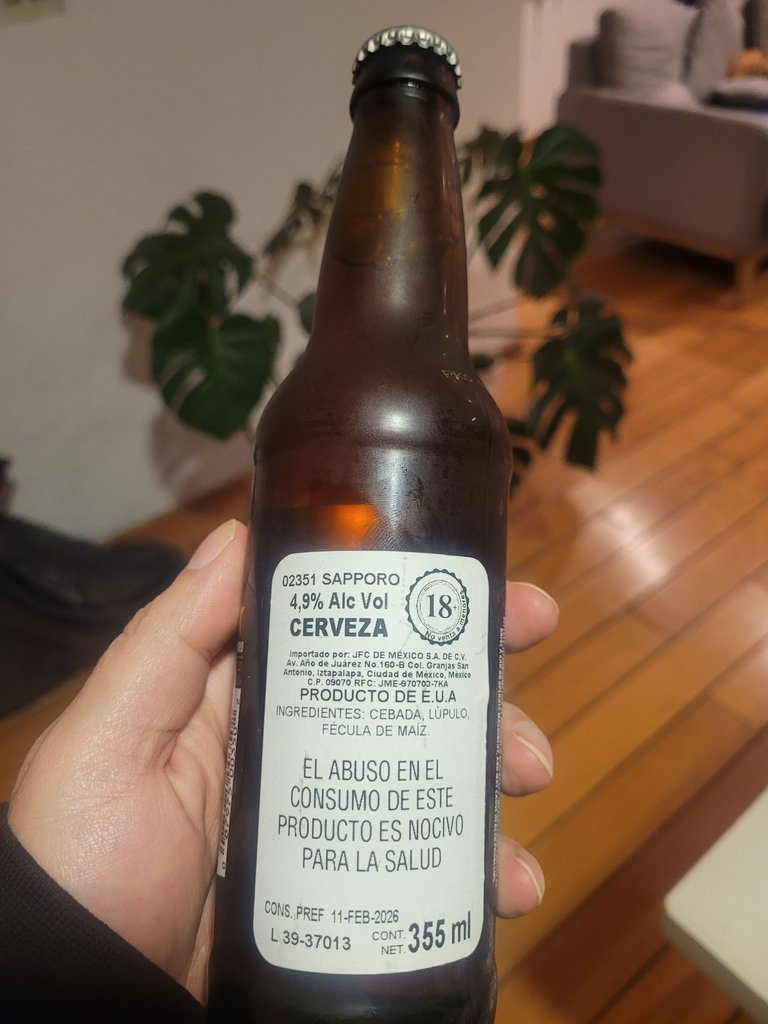 02351 SAPPORO
4,9% Alc Vol
CERVEZA
18+
No venta a menores
Importado por: JFC DE MÉXICO S.A. DE C.V.
Av. Año de Juárez No.160-B Col. Granjas San
Antonio, Iztapalapa, Ciudad de México, México
C.P. 09070 RFC: JME-970703-7KA
PRODUCTO DE E.U.A
INGREDIENTES: CEBADA, LÚPULO,
FÉCULA DE MAÍZ.
EL ABUSO EN EL
CONSUMO DE ESTE
PRODUCTO ES NOCIVO
PARA LA SALUD
CONS. PREF 11-FEB-2026
L 39-37013
CONT.
NET. 355 ml